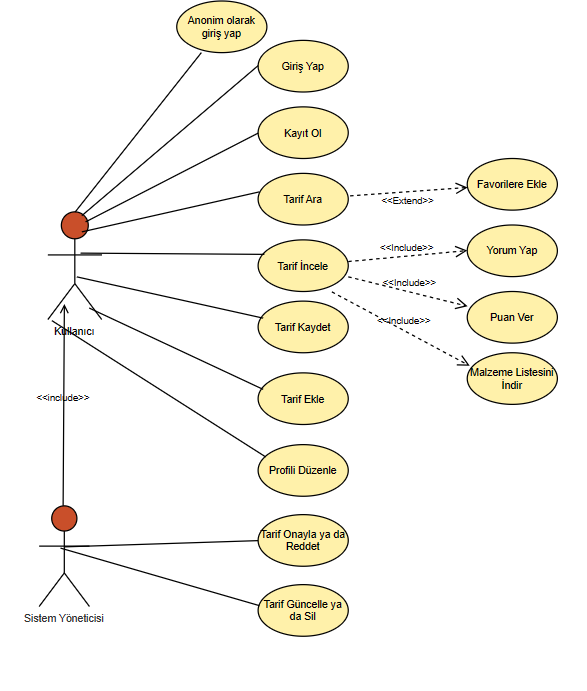 Anonim olarak
giriş yap
Giriş Yap
Kayıt Ol
Tarif Ara
<<Extend>>
Favorilere Ekle
Tarif İncele
<<Include>>
Yorum Yap
<<Include>>
Puan Ver
<<Include>>
Malzeme Listesini
İndir
Tarif Kaydet
Kullanıcı
Tarif Ekle
<<include>>
Profili Düzenle
Tarif Onayla ya da
Reddet
Tarif Güncelle ya
da Sil
Sistem Yöneticisi